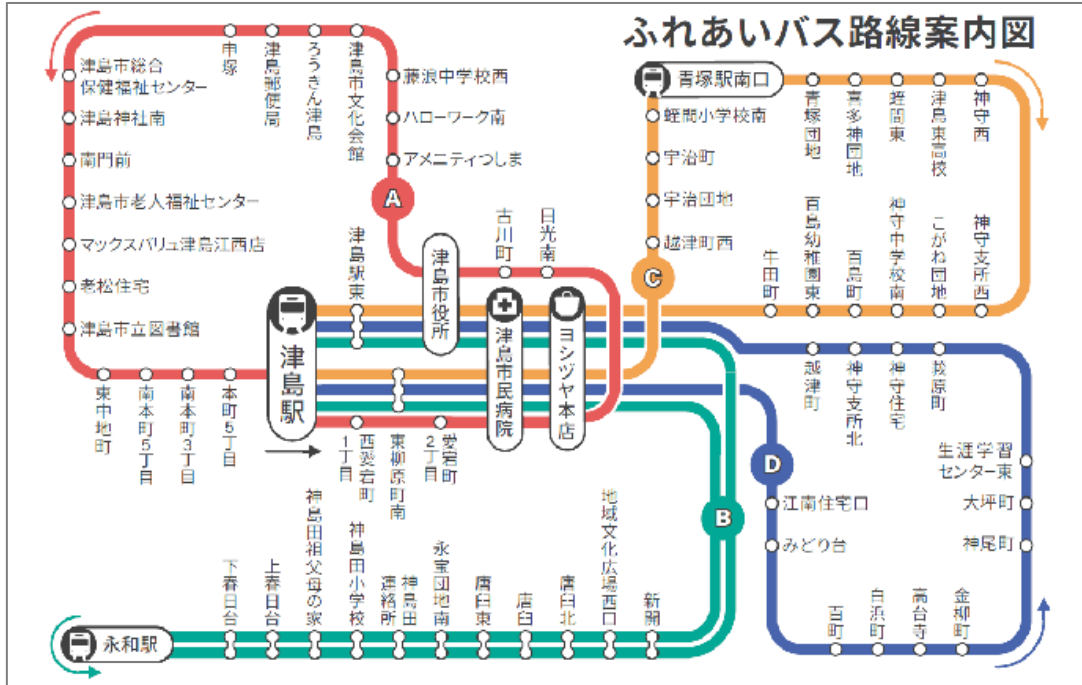 ふれあいバス路線案内図
津島市総合
保健福祉センター
津島神社南
南門前
津島市老人福祉センター
マックスバリュ津島江西店
老松住宅
津島市立図書館
申塚
津島郵便局
ろうきん津島
津島市文化会館
藤浪中学校西
ハローワーク南
アメニティつしま
A
東中地町
南本町5丁目
南本町3丁目
本町5丁目
津島駅
津島駅東
津島市役所
古川町
日光南
津島市民病院
ヨシヅヤ本店
西愛宕町
1丁目
東柳原町南
愛宕町
2丁目
青塚駅南口
蛭間小学校南
宇治町
宇治団地
越津町西
C
青塚団地
喜多神団地
蛭間東
津島東高校
神守西
牛田町
百島幼稚園東
百島町
神守中学校南
こがね団地
神守支所西
越津町
神守支所北
神守住宅
莪原町
生涯学習
センター東
大坪町
神尾町
D
江南住宅口
みどり台
百町
白浜町
高台寺
金柳町
B
永和駅
下春日台
上春日台
神島田祖父母の家
神島田小学校
神島田
連絡所
永宝団地南
唐臼東
唐臼
唐臼北
地域文化広場西口
新開